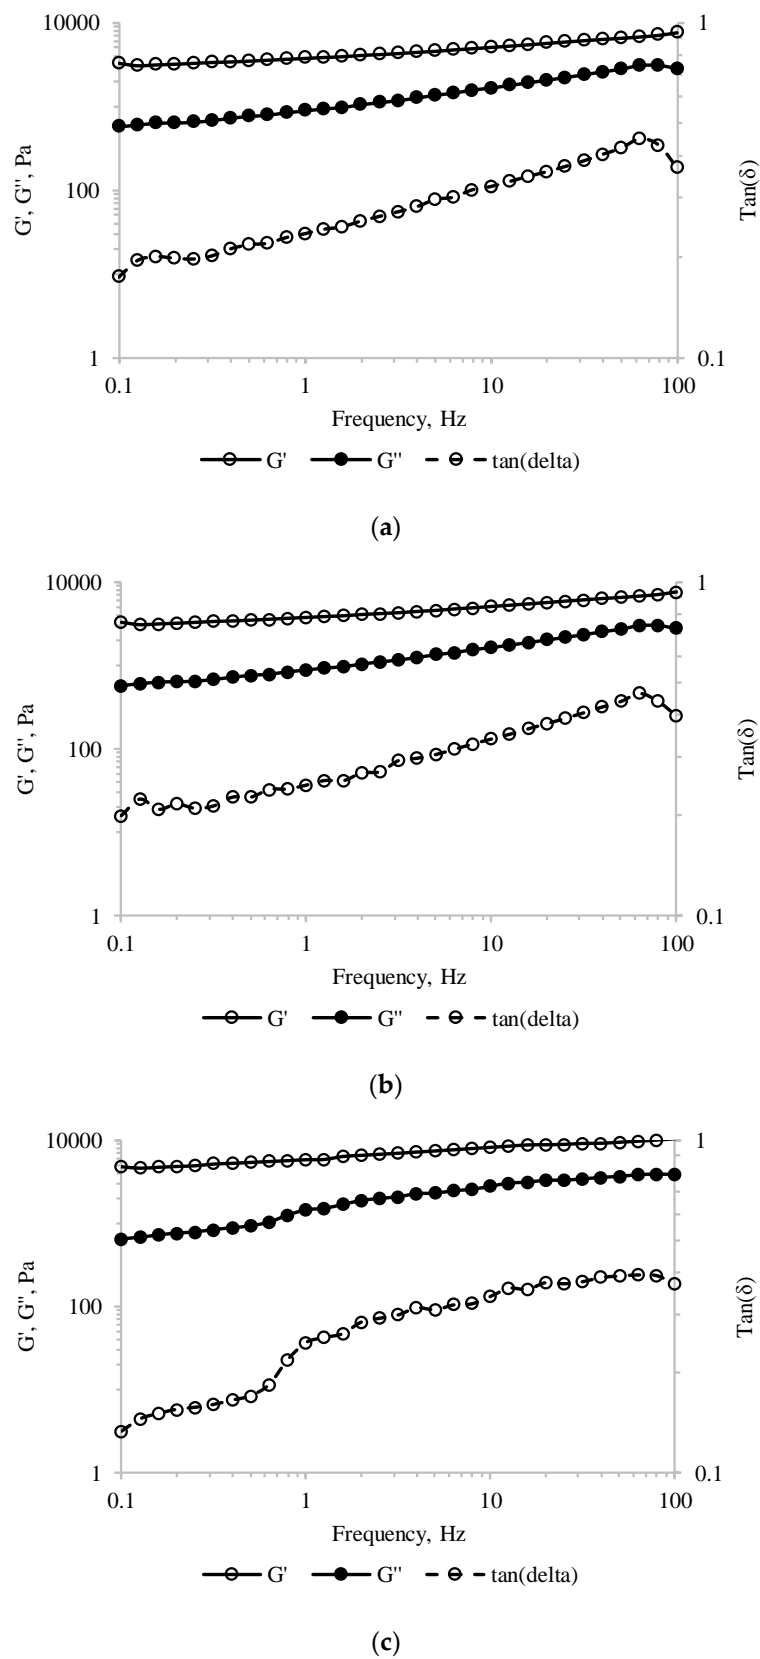 10000
1
G', G'', Pa
100
Tan(δ)
1
0.1
0.1
1
10
100
Frequency, Hz
G'
G''
tan(delta)
(a)
10000
1
G', G'', Pa
100
Tan(δ)
1
0.1
0.1
1
10
100
Frequency, Hz
G'
G''
tan(delta)
(b)
10000
1
G', G'', Pa
100
Tan(δ)
1
0.1
0.1
1
10
100
Frequency, Hz
G'
G''
tan(delta)
(c)